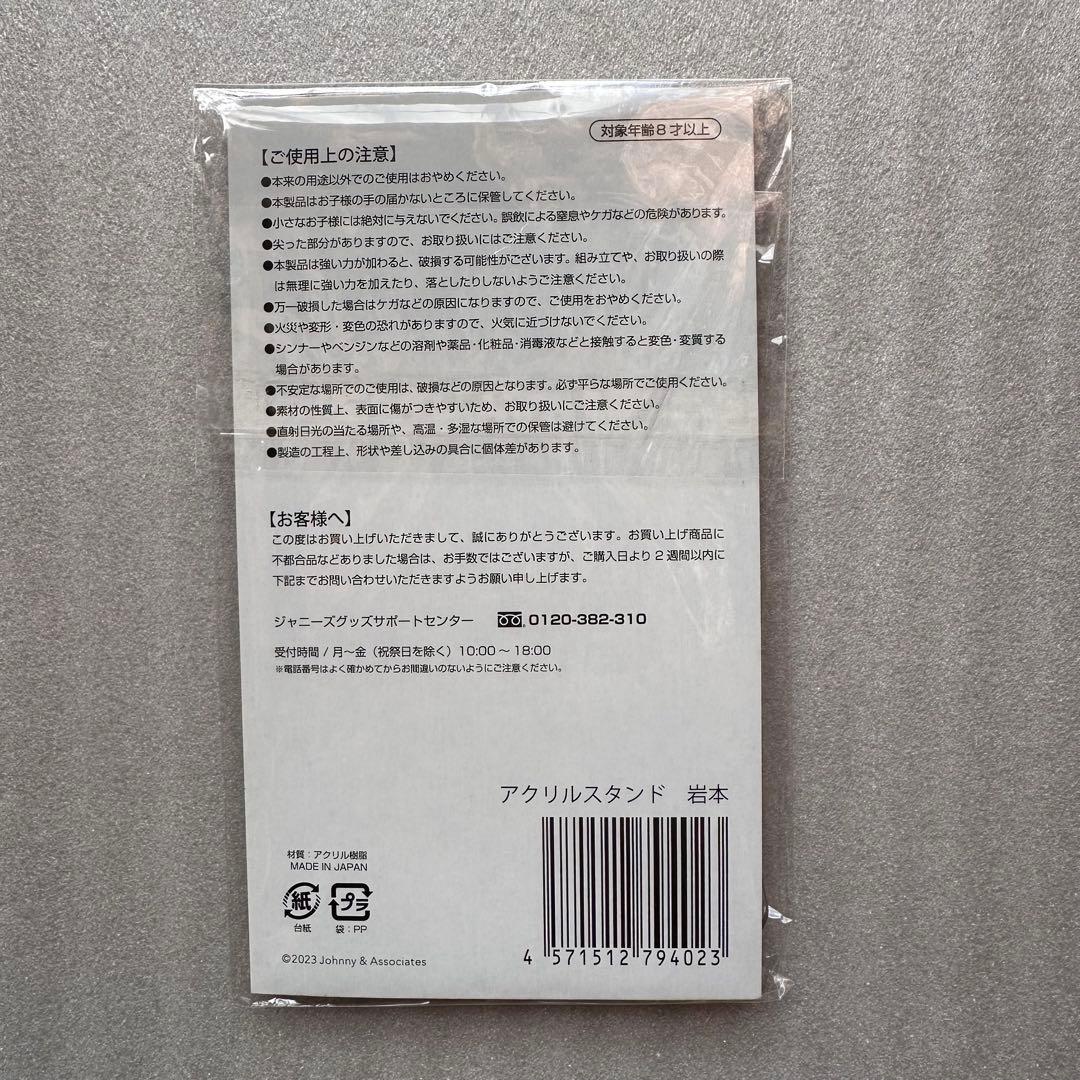 対象年齢8才以上
【ご使用上の注意】
●本来の用途以外でのご使用はおやめください。
●本製品はお子様の手の届かないところに保管してください。
●小さなお子様には絶対に与えないでください。誤飲による窒息やケガなどの危険があります。
●尖った部分がありますので、お取り扱いにはご注意ください。
●本製品は強い力が加わると、破損する可能性がございます。組み立てや、お取り扱いの際
は無理に強い力を加えたり、落としたりしないようご注意ください。
●万一破損した場合はケガなどの原因になりますので、ご使用をおやめください。
●火災や変形・変色の恐れがありますので、火気に近づけないでください。
●シンナーやベンジンなどの溶剤や薬品・化粧品・消毒液などと接触すると変色・変質する
場合があります。
●不安定な場所でのご使用は、破損などの原因となります。必ず平らな場所でご使用ください。
●素材の性質上、表面に傷がつきやすいため、お取り扱いにご注意ください。
●直射日光の当たる場所や、高温・多湿な場所での保管は避けてください。
●製造の工程上、形状や差し込みの具合に個体差があります。
【お客様へ】
この度はお買い上げいただきまして、誠にありがとうございます。お買い上げ商品に
不都合品などありました場合は、お手数ではございますが、ご購入日より2週間以内に
下記までお問い合わせいただきますようお願い申し上げます。
ジャニーズグッズサポートセンター 0120-382-310
受付時間 / 月〜金（祝祭日を除く）10:00 〜 18:00
※電話番号はよく確かめてからお間違いのないようにご注意ください。
アクリルスタンド 岩本
材質：アクリル樹脂
MADE IN JAPAN
紙 プラ
台紙 袋：PP
©2023 Johnny & Associates
4 571512 794023